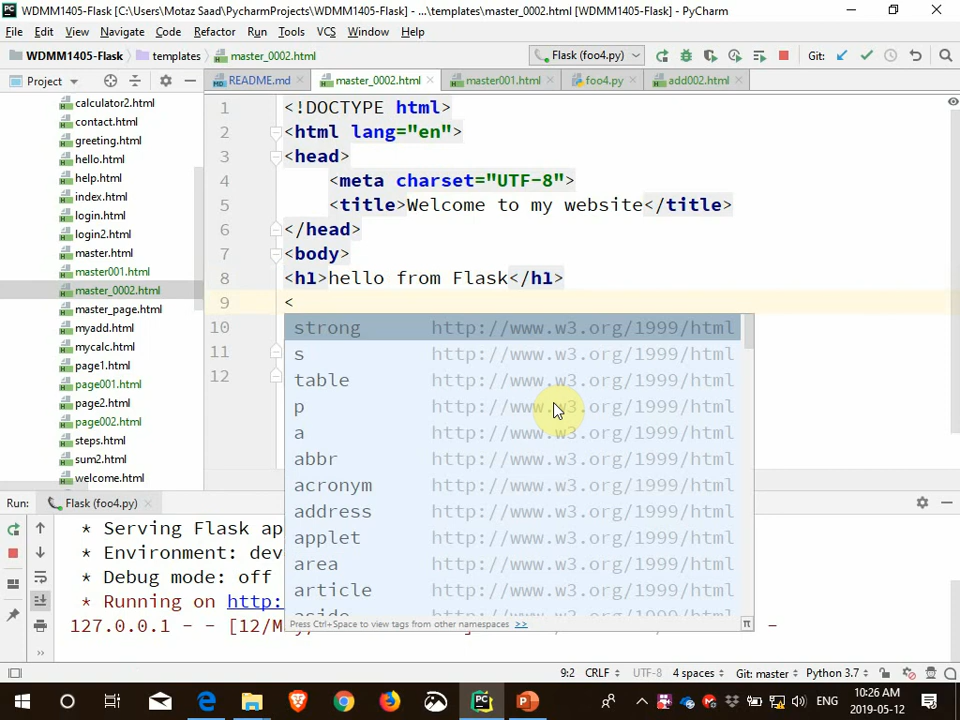 WDMM1405-Flask [C:\Users\Motaz Saad\PycharmProjects\WDMM1405-Flask] - ...\templates\master_0002.html [WDMM1405-Flask] - PyCharm
File Edit View Navigate Code Refactor Run Tools VCS Window Help
WDMM1405-Flask templates master_0002.html Flask (foo4.py) Git:
Project README.md master_0002.html master001.html foo4.py add002.html
calculator2.html
contact.html
greeting.html
hello.html
help.html
index.html
login.html
login2.html
master.html
master001.html
master_0002.html
master_page.html
myadd.html
mycalc.html
page1.html
page001.html
page2.html
page002.html
steps.html
sum2.html
welcome.html
1 <!DOCTYPE html>
2 <html lang="en">
3 <head>
4 <meta charset="UTF-8">
5 <title>Welcome to my website</title>
6 </head>
7 <body>
8 <h1>hello from Flask</h1>
9 <
10
11
12
strong http://www.w3.org/1999/html
s http://www.w3.org/1999/html
table http://www.w3.org/1999/html
p http://www.w3.org/1999/html
a http://www.w3.org/1999/html
abbr http://www.w3.org/1999/html
acronym http://www.w3.org/1999/html
address http://www.w3.org/1999/html
applet http://www.w3.org/1999/html
area http://www.w3.org/1999/html
article http://www.w3.org/1999/html
Press Ctrl+Space to view tags from other namespaces >> π
Run: Flask (foo4.py)
* Serving Flask ap
* Environment: dev
* Debug mode: off
* Running on http:
127.0.0.1 - - [12/May/ -
9:2 CRLF UTF-8 4 spaces Git: master Python 3.7
ENG 10:26 AM 2019-05-12